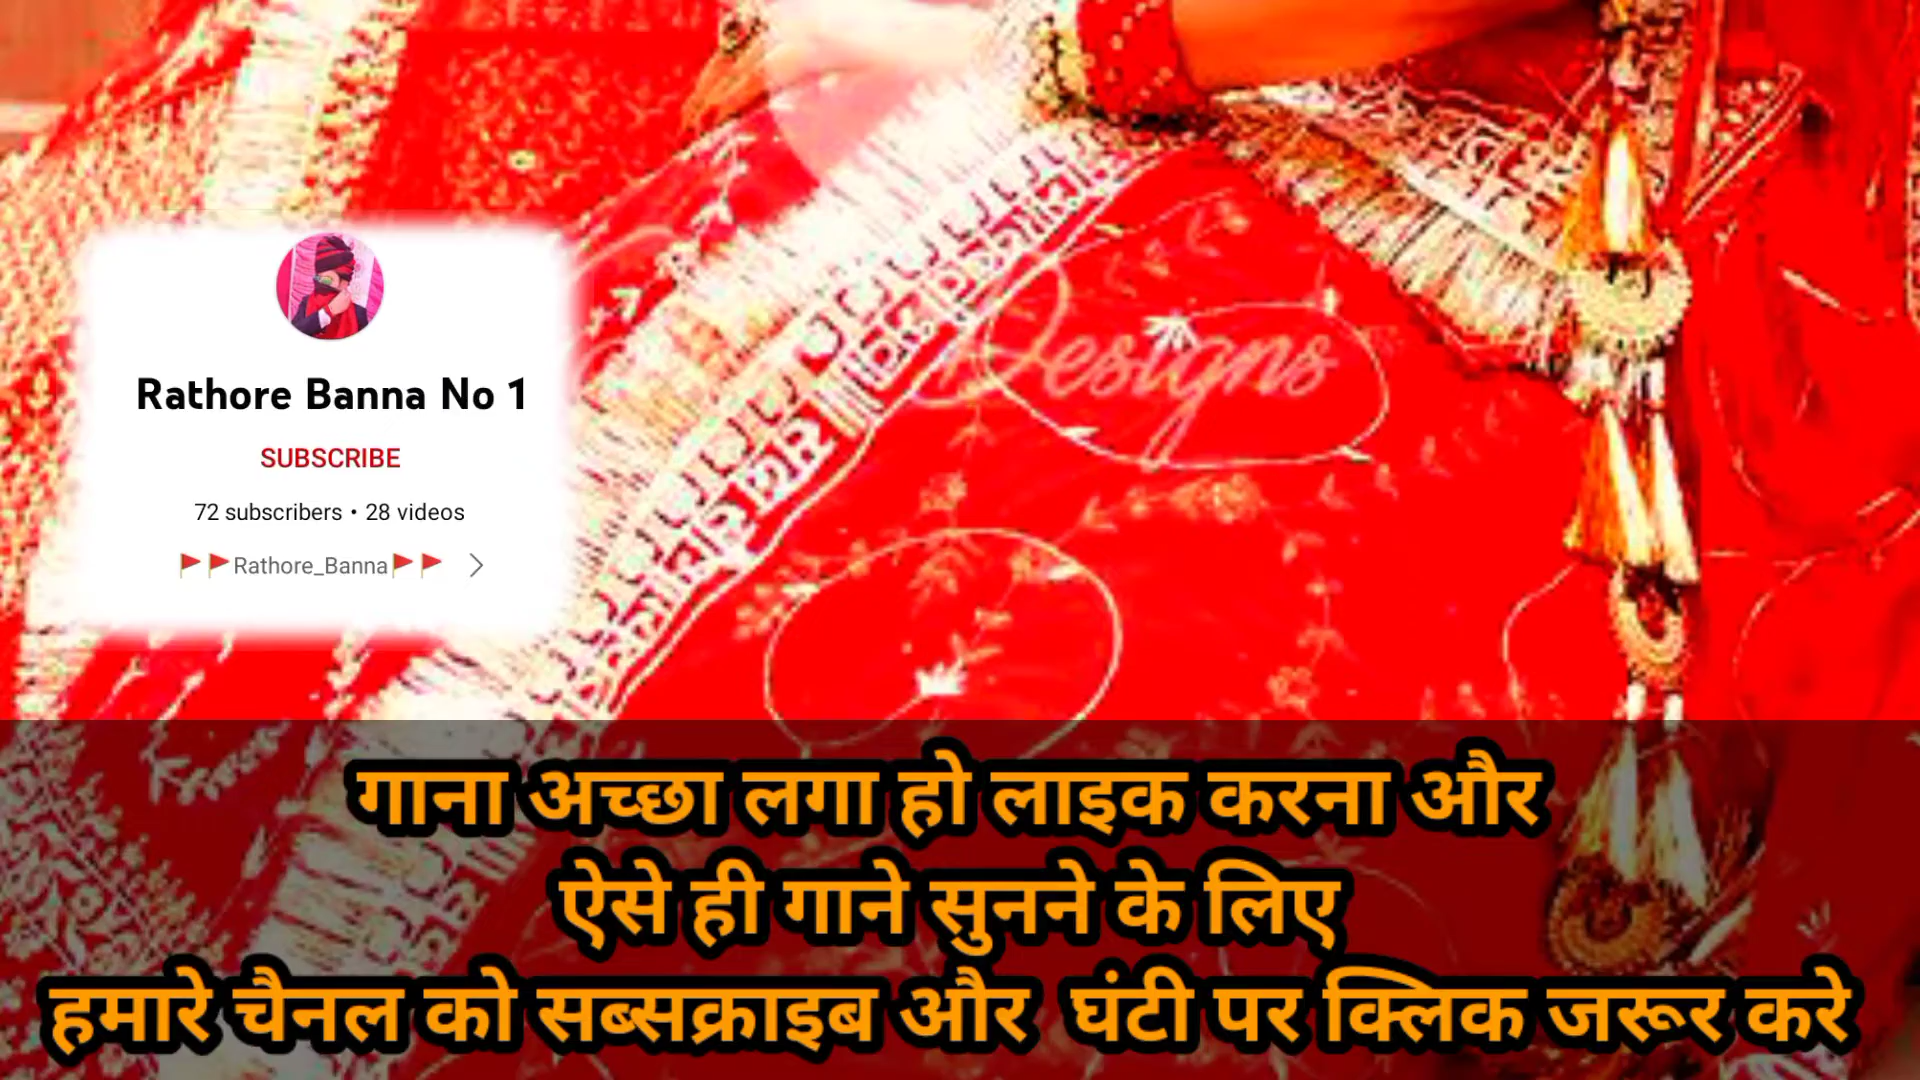 Rathore Banna No 1
SUBSCRIBE
72 subscribers • 28 videos
🚩🚩Rathore_Banna🚩🚩 >
Designs
गाना अच्छा लगा हो लाइक करना और
ऐसे ही गाने सुनने के लिए
हमारे चैनल को सब्सक्राइब और घंटी पर क्लिक जरूर करे